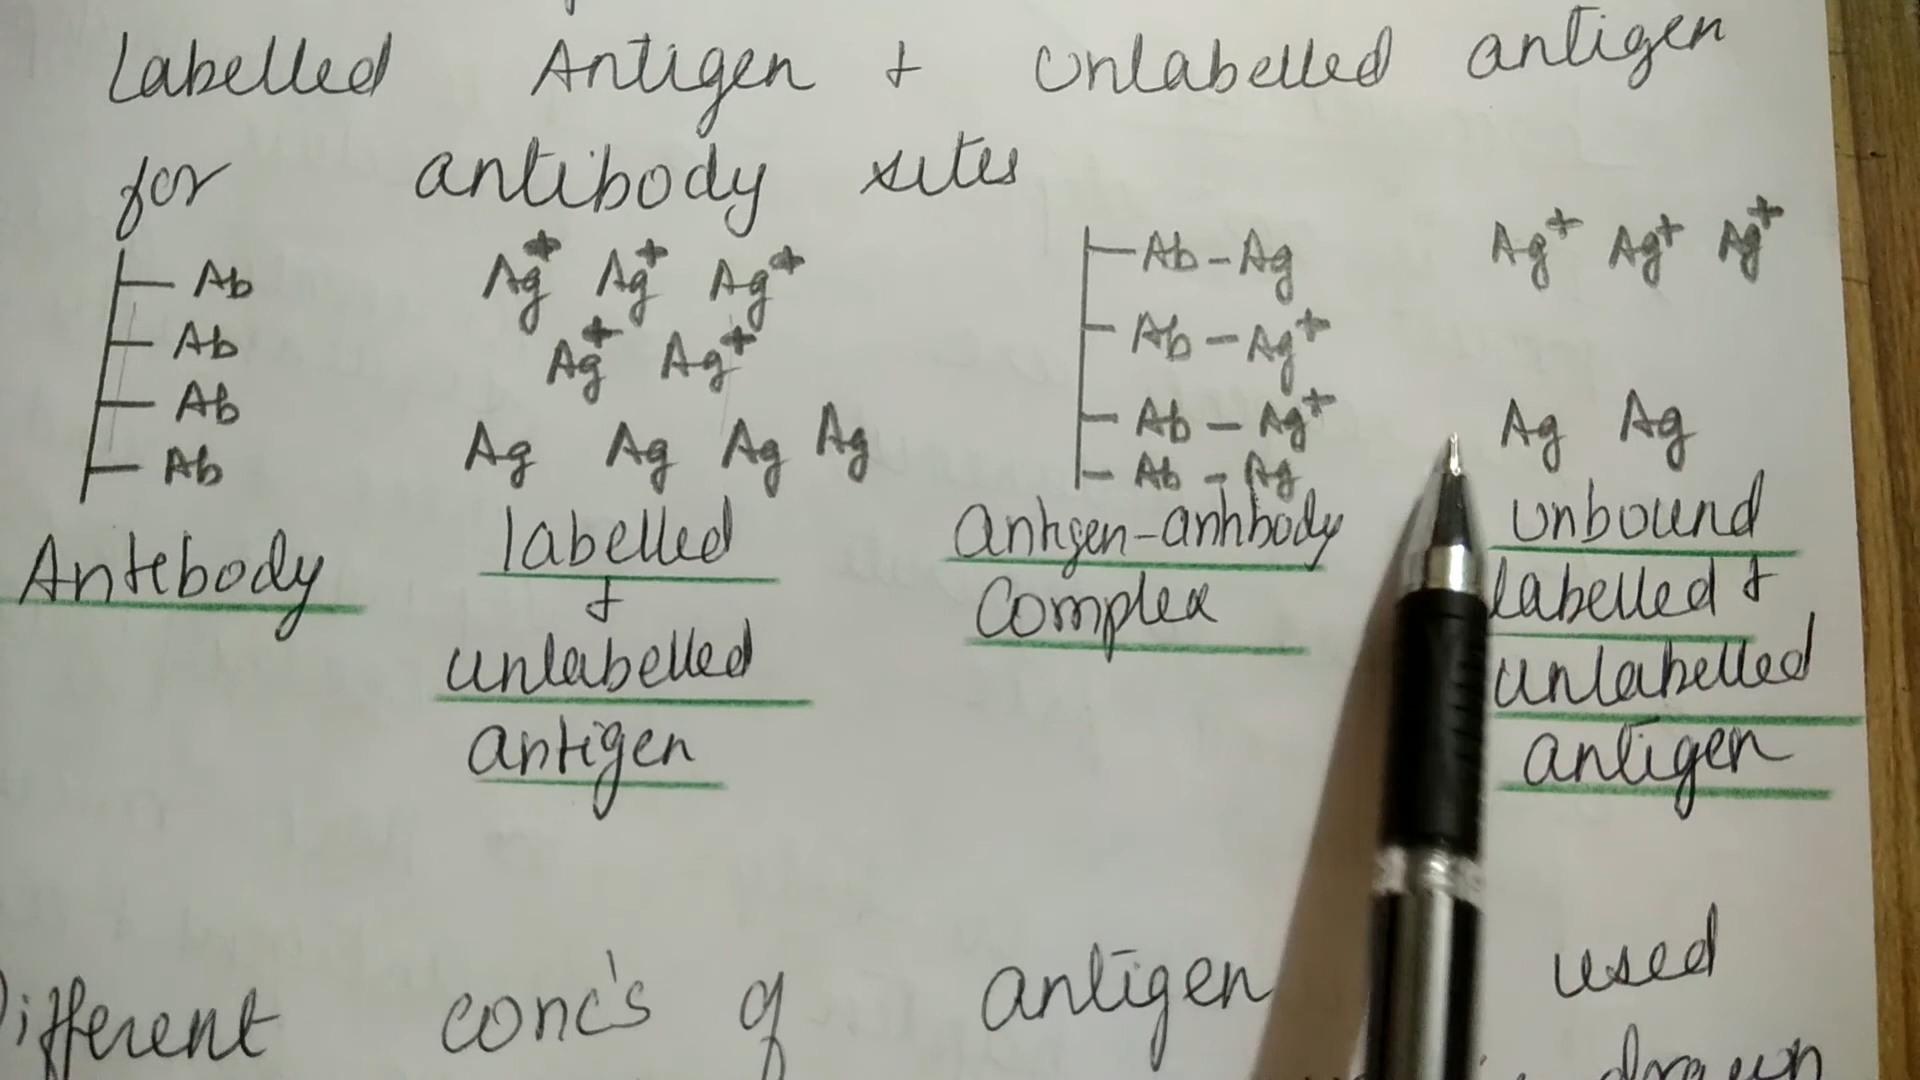 Labelled Antigen + Unlabelled antigen
for antibody sites
Ab Ag+ Ag+ Ag+ Ab-Ag Ag+ Ag+ Ag+
Ab Ag+ Ag+ Ab-Ag+
Ab Ab-Ag+
Ab Ag Ag Ag Ag Ab-Ag Ag Ag
Antebody
labelled
+
unlabelled
antigen
antigen-antibody
Complex
unbound
labelled +
unlabelled
antigen
Different conc's of antigen used
drawn